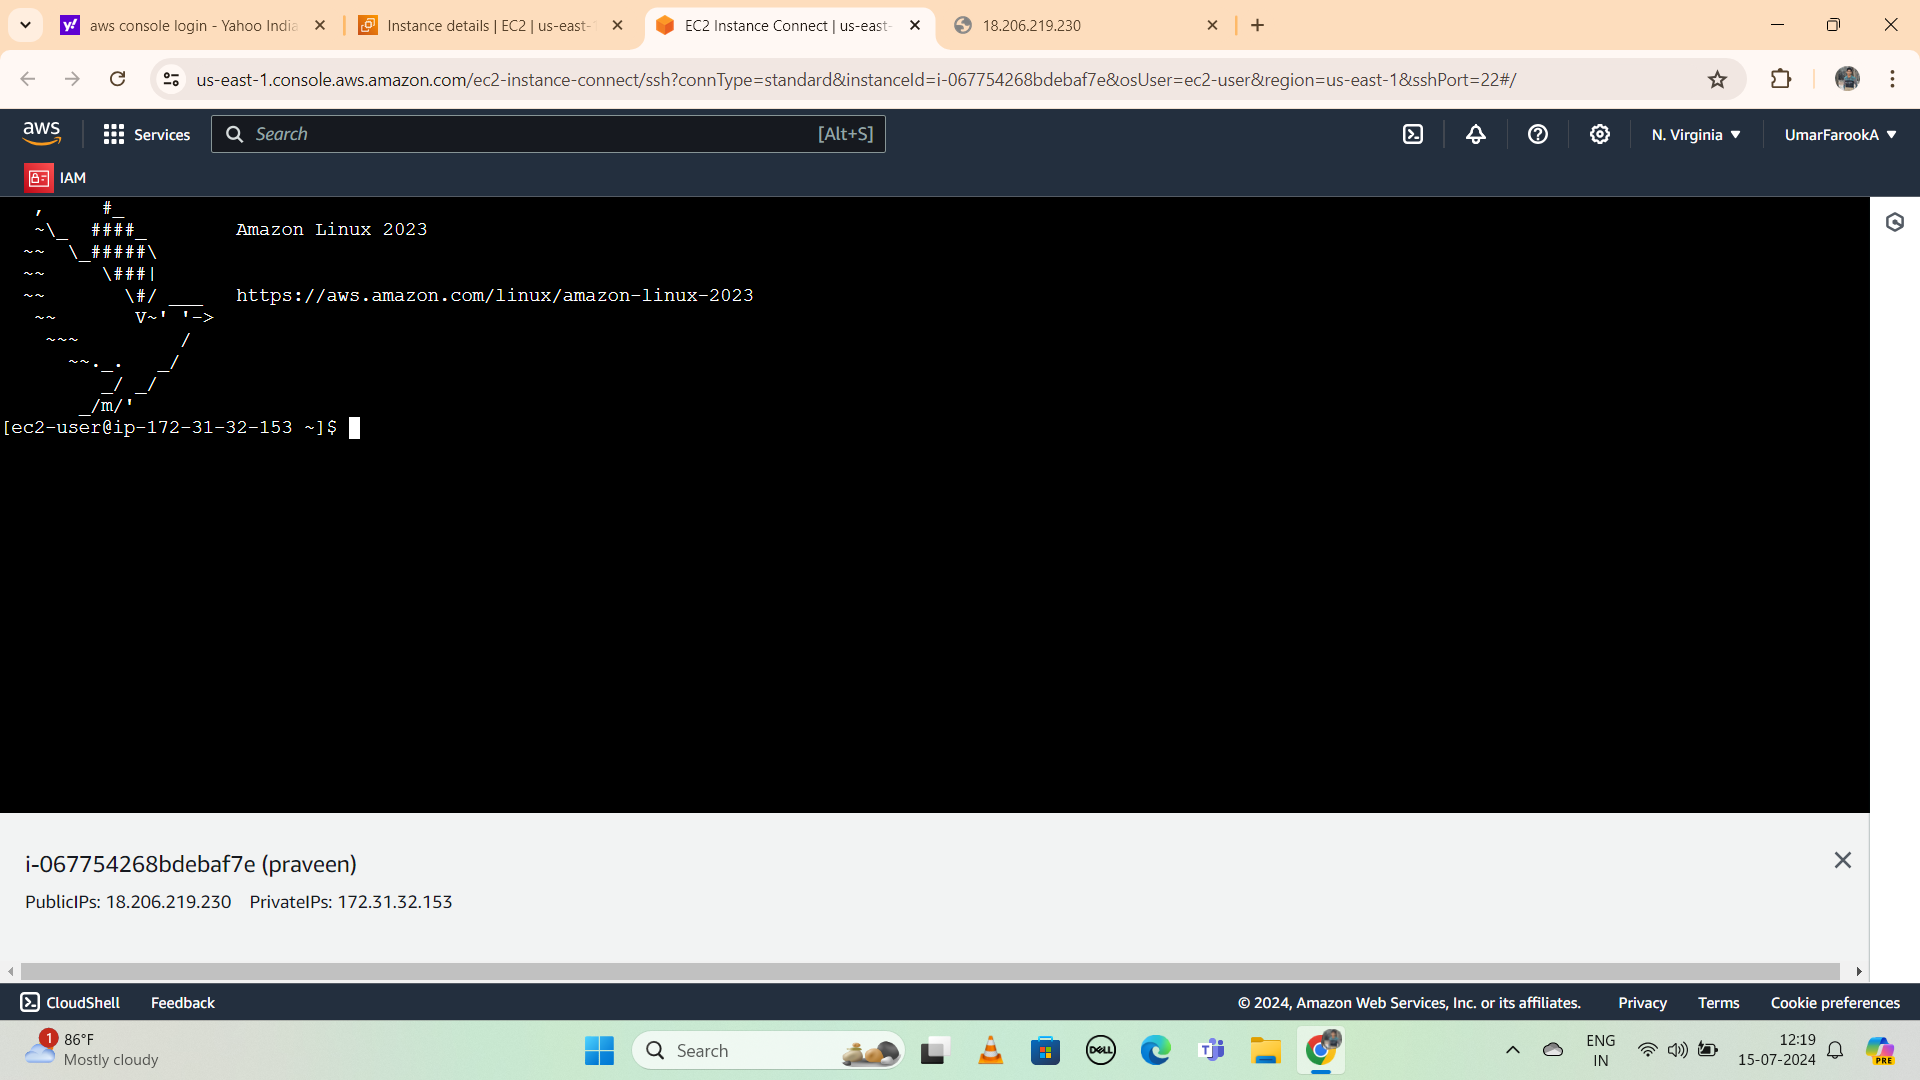 aws console login - Yahoo India
Instance details | EC2 | us-east-1
EC2 Instance Connect | us-east-
18.206.219.230
us-east-1.console.aws.amazon.com/ec2-instance-connect/ssh?connType=standard&instanceId=i-067754268bdebaf7e&osUser=ec2-user&region=us-east-1&sshPort=22#/
aws
Services
Search
[Alt+S]
N. Virginia
UmarFarookA
IAM
   ,     #_
   ~\_  ####_        Amazon Linux 2023
  ~~  \_#####\
  ~~     \###|
  ~~       \#/ ___   https://aws.amazon.com/linux/amazon-linux-2023
   ~~       V~' '->
    ~~~         /
      ~~._.   _/
         _/ _/
       _/m/'
[ec2-user@ip-172-31-32-153 ~]$
i-067754268bdebaf7e (praveen)
PublicIPs: 18.206.219.230 PrivateIPs: 172.31.32.153
CloudShell
Feedback
© 2024, Amazon Web Services, Inc. or its affiliates.
Privacy
Terms
Cookie preferences
1
86°F
Mostly cloudy
Search
DELL
ENG
IN
12:19
15-07-2024
PRE